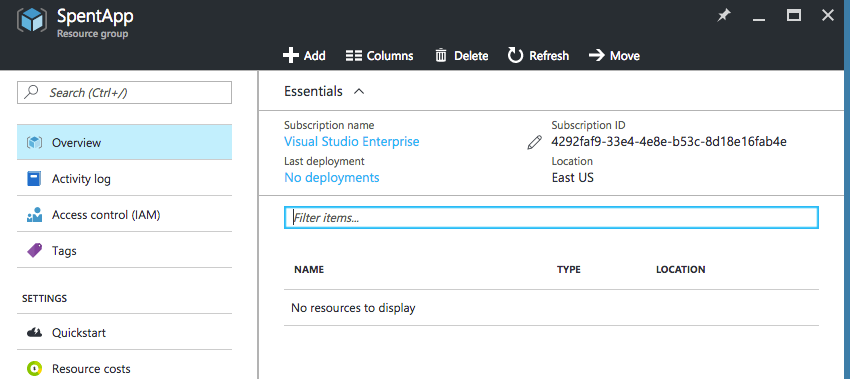 SpentApp
Resource group
Add Columns Delete Refresh Move
Search (Ctrl+/)
Overview
Activity log
Access control (IAM)
Tags
SETTINGS
Quickstart
Resource costs
Essentials
Subscription name Subscription ID
Visual Studio Enterprise 4292faf9-33e4-4e8e-b53c-8d18e16fab4e
Last deployment Location
No deployments East US
Filter items...
NAME TYPE LOCATION
No resources to display